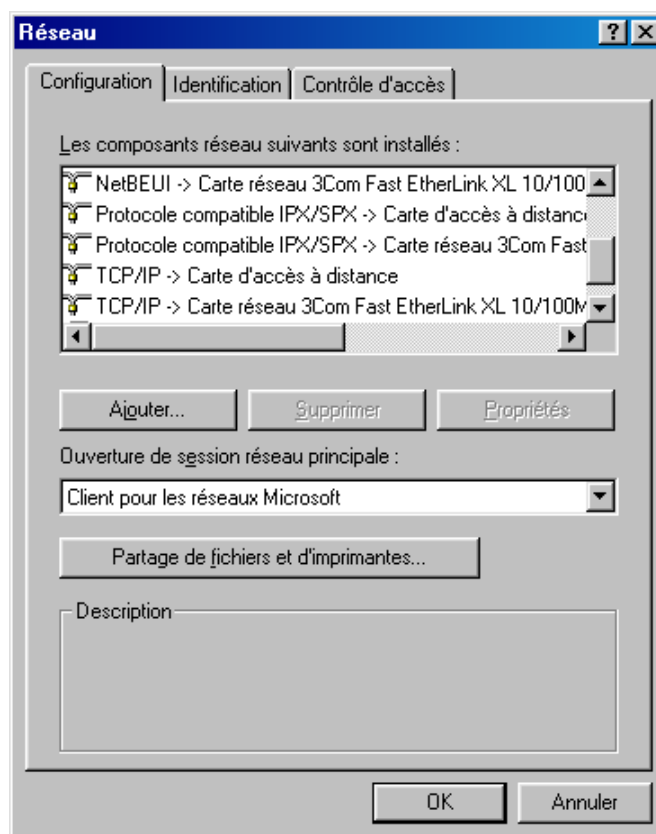 Réseau
Configuration
Identification
Contrôle d'accès
Les composants réseau suivants sont installés :
NetBEUI -> Carte réseau 3Com Fast EtherLink XL 10/100
Protocole compatible IPX/SPX -> Carte d'accès à distance
Protocole compatible IPX/SPX -> Carte réseau 3Com Fast
TCP/IP -> Carte d'accès à distance
TCP/IP -> Carte réseau 3Com Fast EtherLink XL 10/100M
Ajouter...
Supprimer
Propriétés
Ouverture de session réseau principale :
Client pour les réseaux Microsoft
Partage de fichiers et d'imprimantes...
Description
OK
Annuler